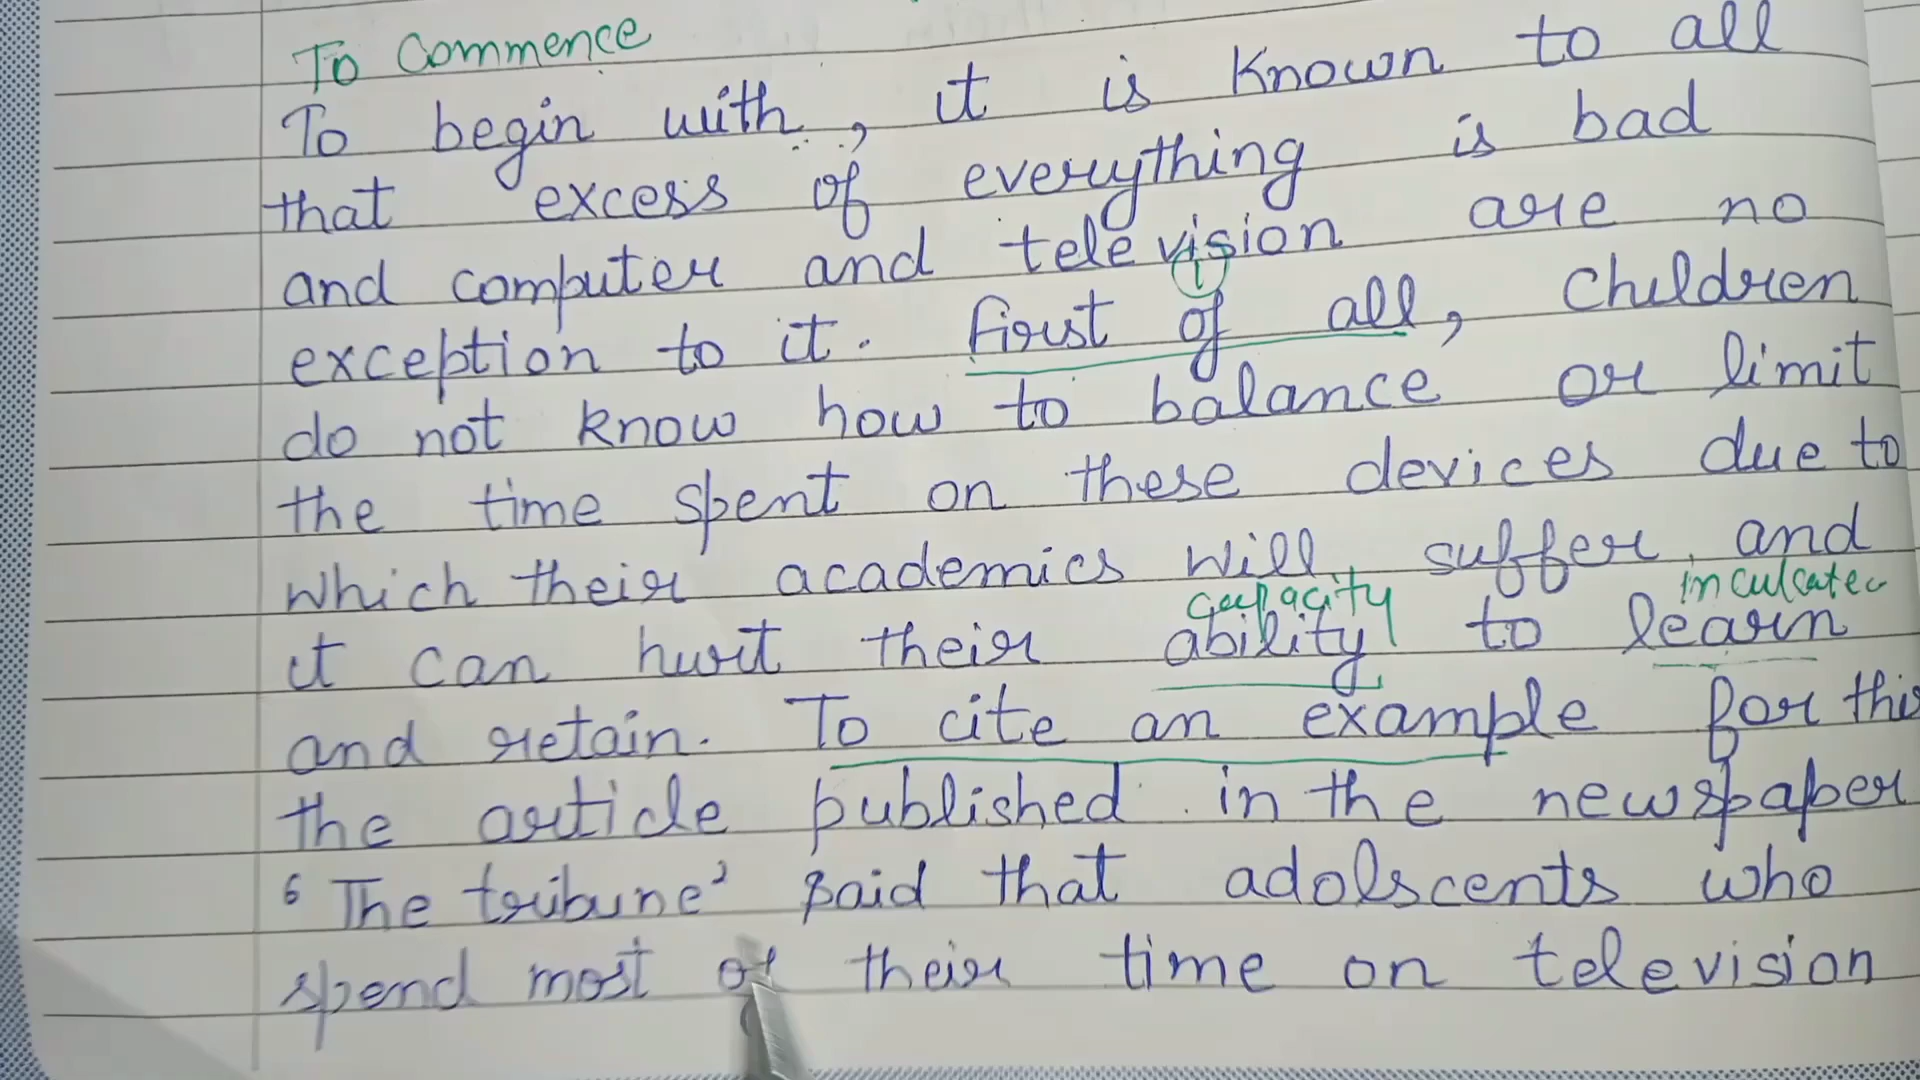 To Commence
To begin with, it is known to all
that excess of everything is bad
and computer and television are no
exception to it. First of all, children
1
do not know how to balance or limit
the time spent on these devices due to
which their academics will suffer and
capacity inculcate
it can hurt their ability to learn
and retain. To cite an example for this
the article published in the newspaper
'The tribune' said that adolscents who
spend most of their time on television